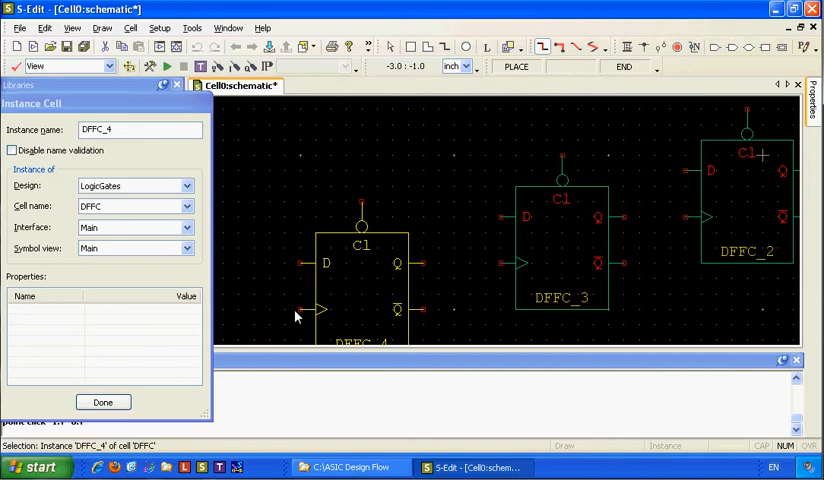 S-Edit - [Cell0:schematic*]
File Edit View Draw Cell Setup Tools Window Help
View
-3.0 : -1.0 inch PLACE END
Libraries
Cell0:schematic*
Properties
Instance Cell
Instance name: DFFC_4
Disable name validation
Instance of
Design: LogicGates
Cell name: DFFC
Interface: Main
Symbol view: Main
Properties:
Name Value
Done
Cl
D Q
Q
DFFC_4
Cl
D Q
Q
DFFC_3
Cl
D Q
Q
DFFC_2
Selection: Instance 'DFFC_4' of cell 'DFFC'
Draw Instance CAP NUM OVR
start
C:\ASIC Design Flow
S-Edit - [Cell0:schem...
EN